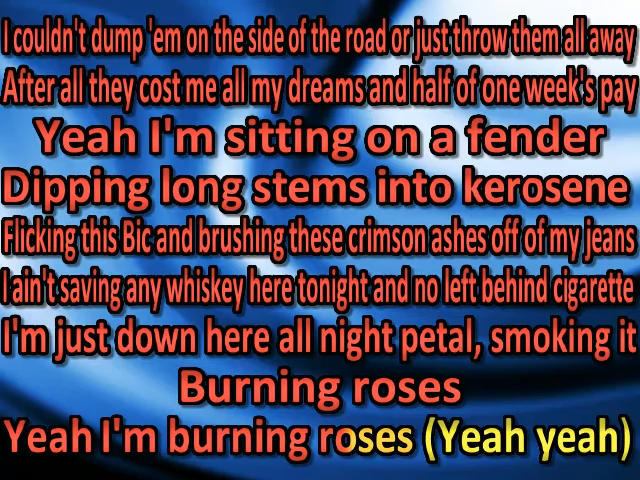 I couldn't dump 'em on the side of the road or just throw them all away
After all they cost me all my dreams and half of one week's pay
Yeah I'm sitting on a fender
Dipping long stems into kerosene
Flicking this Bic and brushing these crimson ashes off of my jeans
I ain't saving any whiskey here tonight and no left behind cigarette
I'm just down here all night petal, smoking it
Burning roses
Yeah I'm burning roses (Yeah yeah)